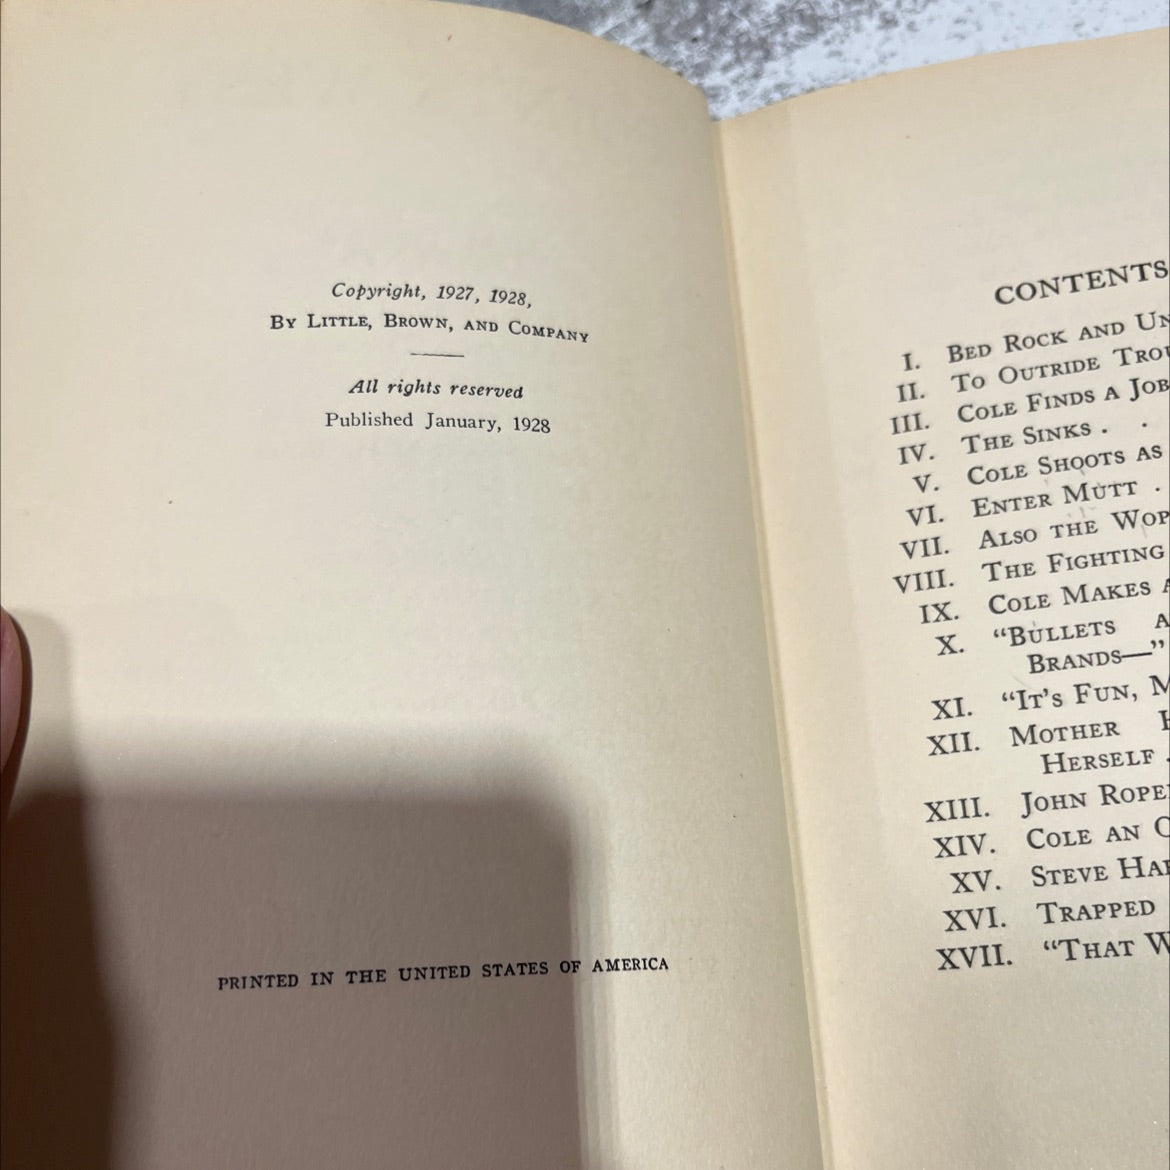 Copyright, 1927, 1928,
By Little, Brown, and Company
All rights reserved
Published January, 1928
PRINTED IN THE UNITED STATES OF AMERICA
CONTENTS
I. Bed Rock and
II. To Outride
III. Cole Finds a Job
IV. The Sinks . .
V. Cole Shoots as
VI. Enter Mutt .
VII. Also the
VIII. The Fighting
IX. Cole Makes
X. "Bullets
Brands—"
XI. "It's Fun,
XII. Mother
Herself .
XIII. John
XIV. Cole an
XV. Steve
XVI. Trapped
XVII. "That